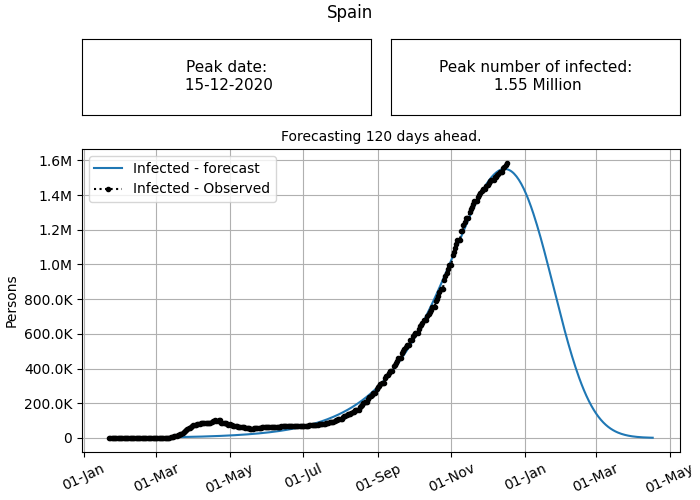 Spain
Peak date:
15-12-2020
Peak number of infected:
1.55 Million
Forecasting 120 days ahead.
Infected - forecast
Infected - Observed
Persons
1.6M
1.4M
1.2M
1.0M
800.0K
600.0K
400.0K
200.0K
0
01-Jan
01-Mar
01-May
01-Jul
01-Sep
01-Nov
01-Jan
01-Mar
01-May